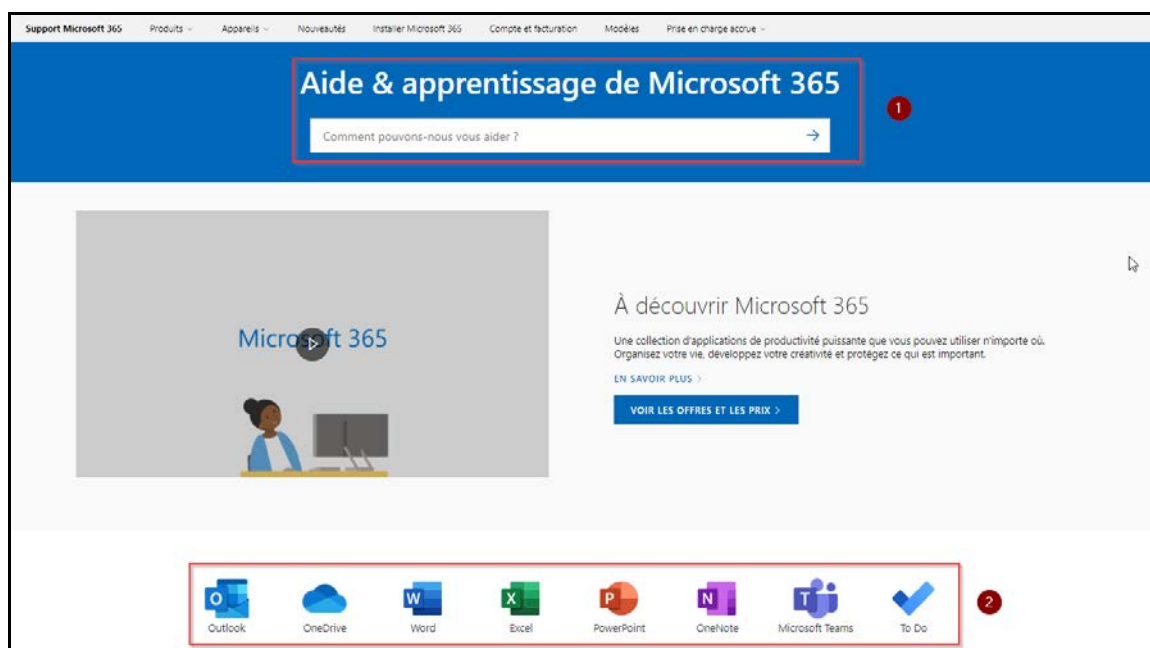 Support Microsoft 365 Produits Appareils Nouveautés Installer Microsoft 365 Compte et facturation Modèles Prise en charge accrue
Aide & apprentissage de Microsoft 365
1
Comment pouvons-nous vous aider ?
Microsoft 365
À découvrir Microsoft 365
Une collection d'applications de productivité puissante que vous pouvez utiliser n'importe où.
Organisez votre vie, développez votre créativité et protégez ce qui est important.
EN SAVOIR PLUS >
VOIR LES OFFRES ET LES PRIX >
O W X P N T
2
Outlook OneDrive Word Excel PowerPoint OneNote Microsoft Teams To Do